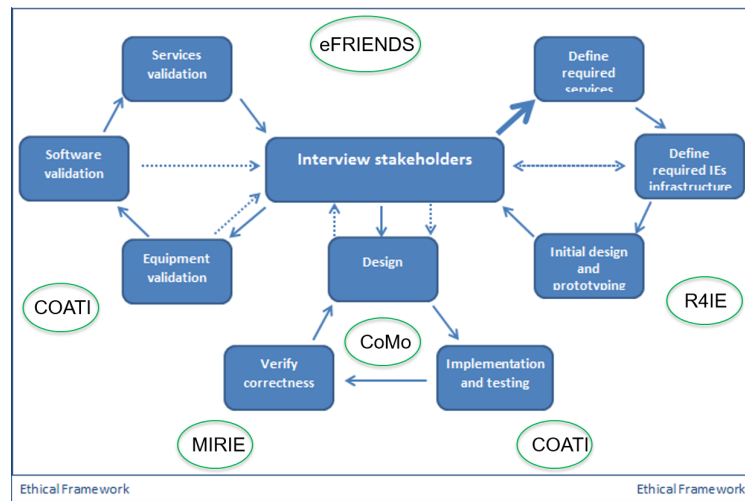 eFRIENDS
Services
validation
Define
required
services
Software
validation
Interview stakeholders
Define
required IEs
infrastructure
Equipment
validation
Design
Initial design
and
prototyping
COATI
R4IE
CoMo
Verify
correctness
Implementation
and testing
MIRIE
COATI
Ethical Framework
Ethical Framework